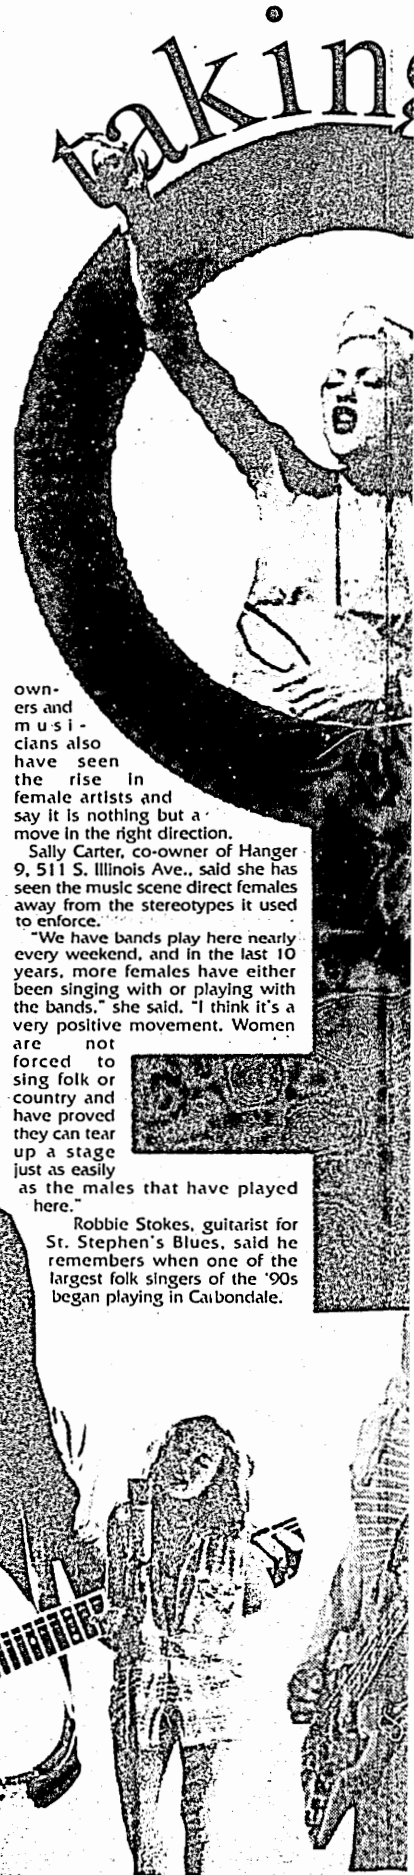 taking
own-
ers and
musi-
cians also
have seen
the rise in
female artists and
say it is nothing but a
move in the right direction.
Sally Carter, co-owner of Hanger
9, 511 S. Illinois Ave., said she has
seen the music scene direct females
away from the stereotypes it used
to enforce.
"We have bands play here nearly
every weekend, and in the last 10
years, more females have either
been singing with or playing with
the bands," she said. "I think it's a
very positive movement. Women
are not
forced to
sing folk or
country and
have proved
they can tear
up a stage
just as easily
as the males that have played
here."
Robbie Stokes, guitarist for
St. Stephen's Blues, said he
remembers when one of the
largest folk singers of the '90s
began playing in Carbondale.